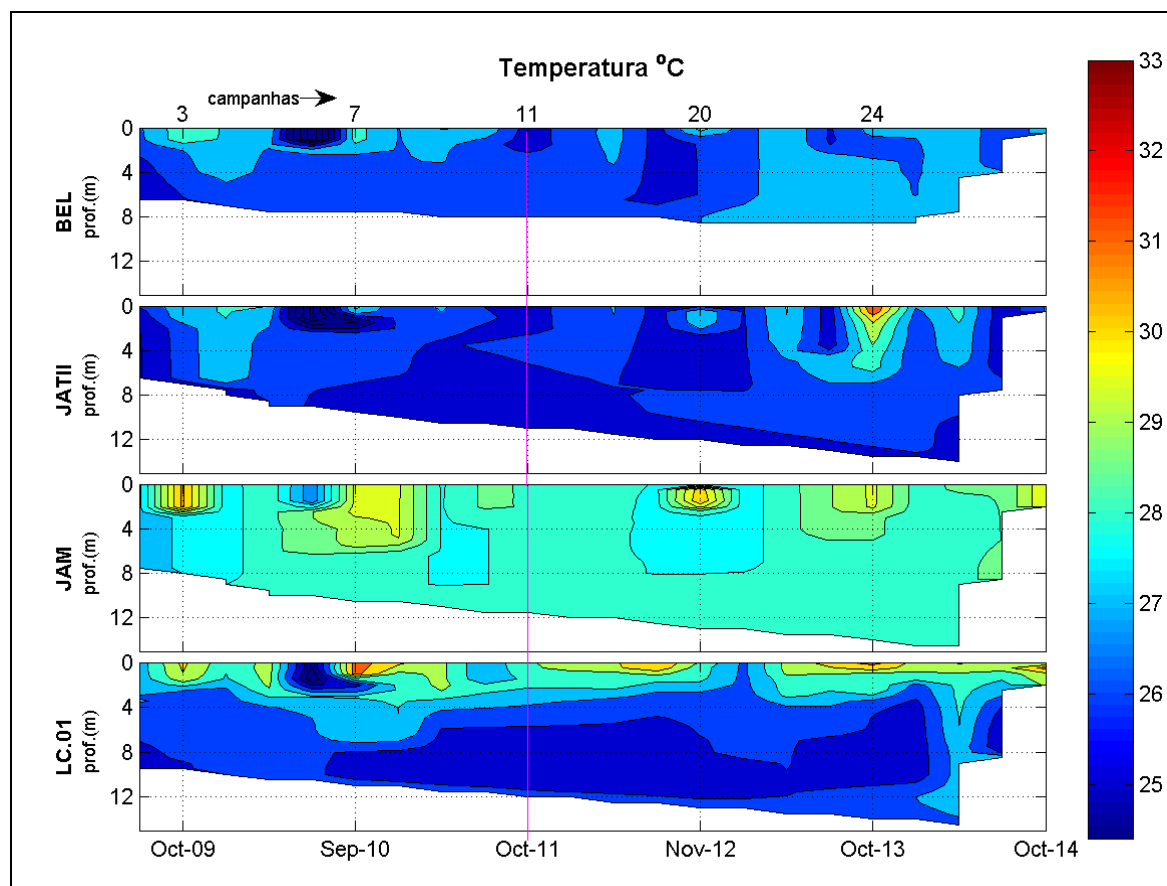 Temperatura ºC
campanhas
3 7 11 20 24
BEL
prof.(m)
0
4
8
12
JATII
prof.(m)
0
4
8
12
JAM
prof.(m)
0
4
8
12
LC.01
prof.(m)
0
4
8
12
Oct-09 Sep-10 Oct-11 Nov-12 Oct-13 Oct-14
33
32
31
30
29
28
27
26
25